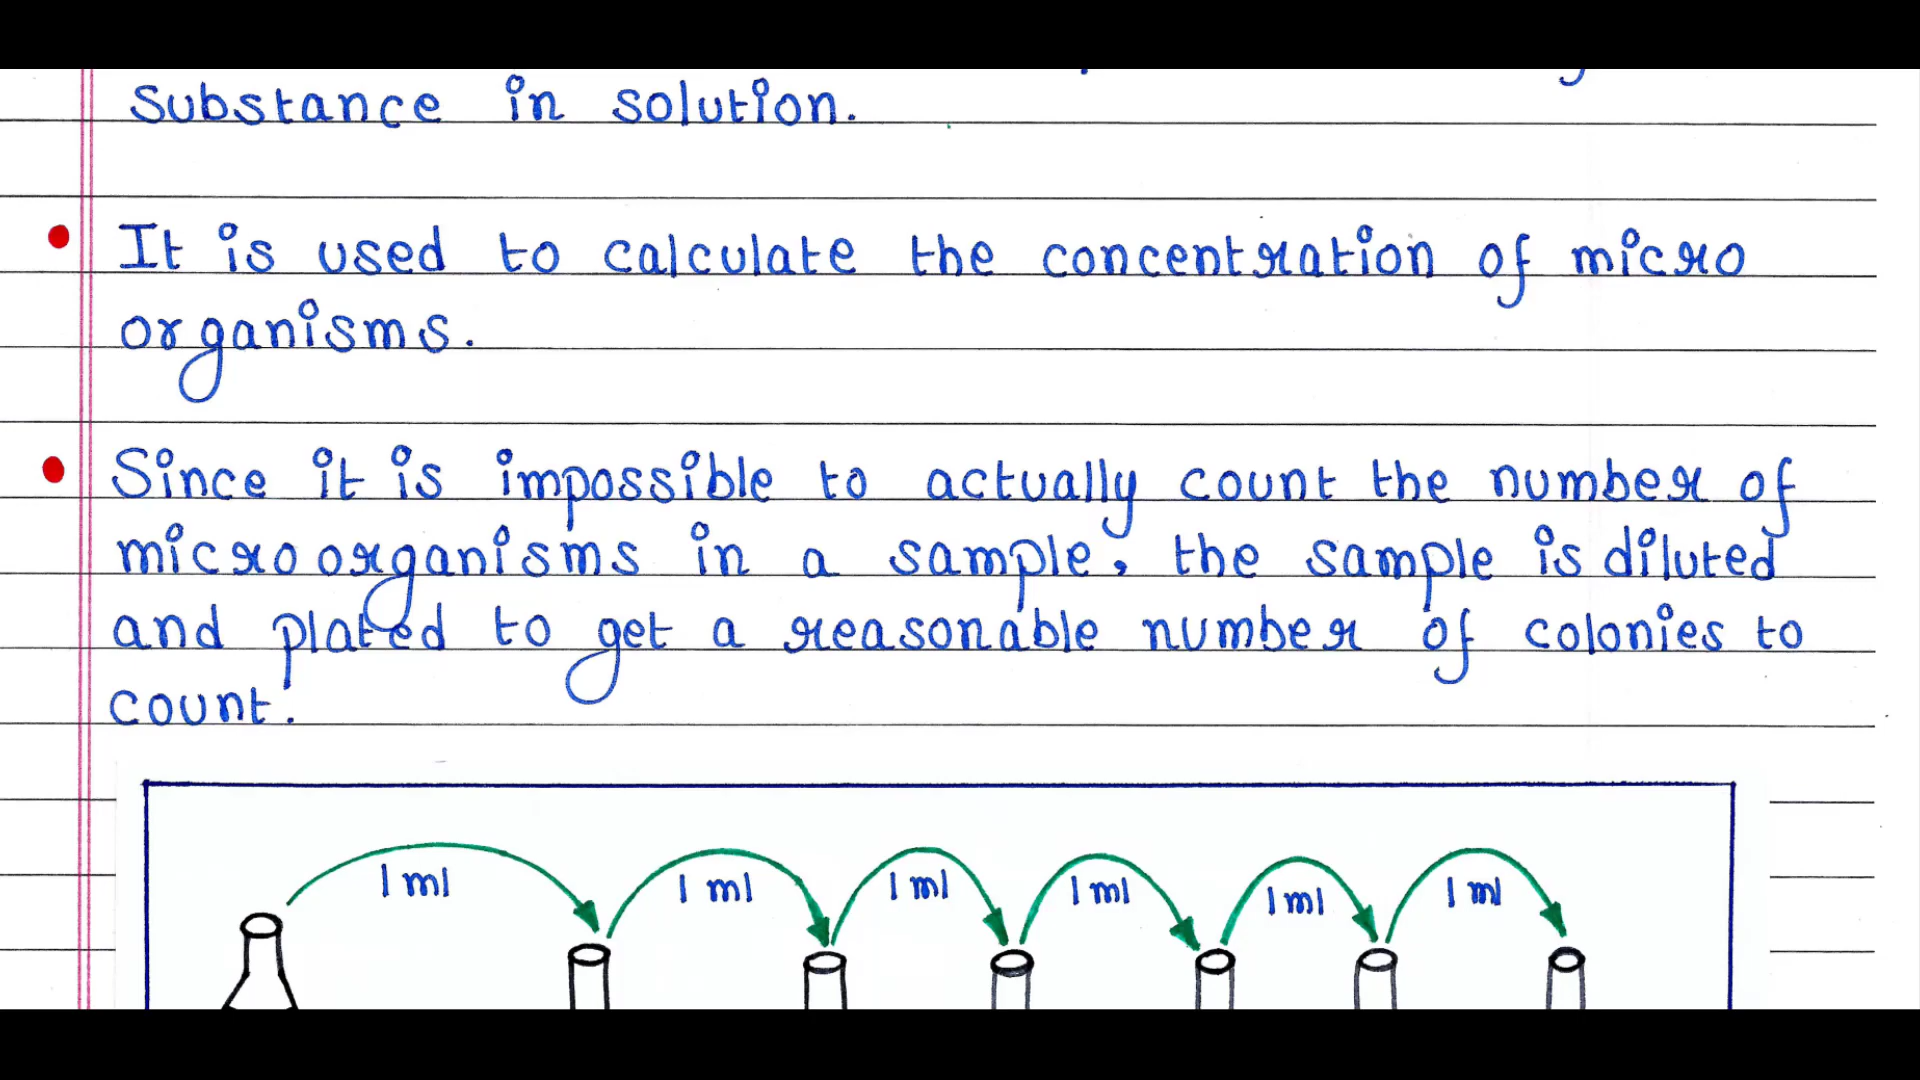 substance in solution.
It is used to calculate the concentration of micro
organisms.
Since it is impossible to actually count the number of
microorganisms in a sample, the sample is diluted
and plated to get a reasonable number of colonies to
count.
1 ml 1 ml 1 ml 1 ml 1 ml 1 ml